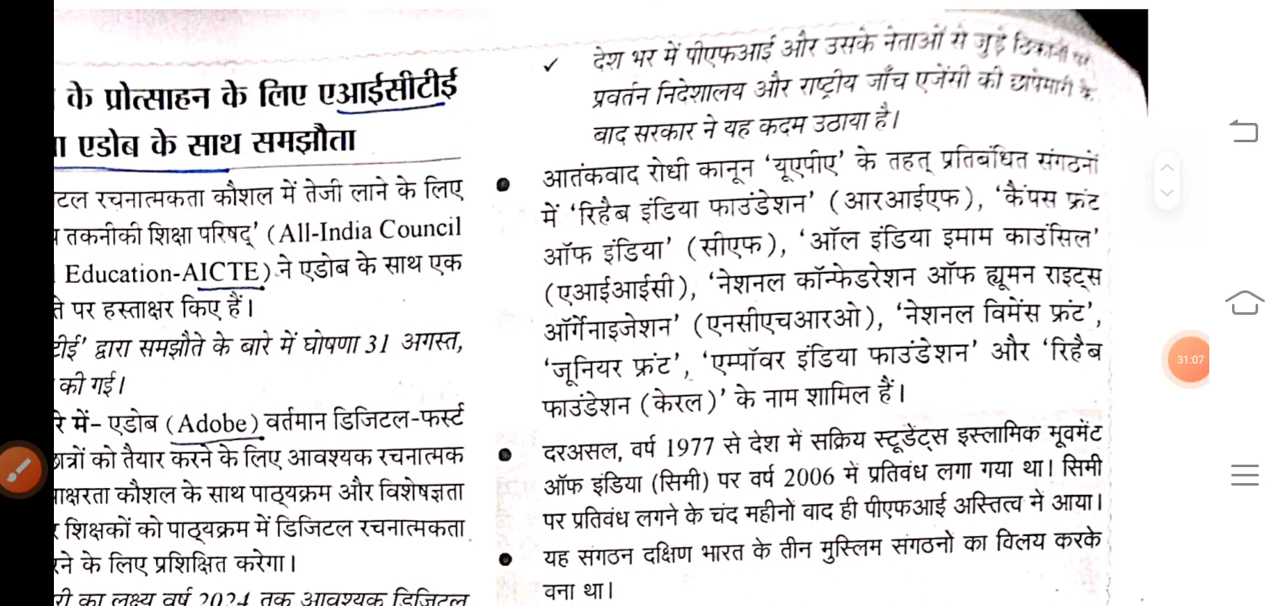 के प्रोत्साहन के लिए एआईसीटीई
एडोब के साथ समझौता
रचनात्मकता कौशल में तेजी लाने के लिए
तकनीकी शिक्षा परिषद्' (All-India Council
Education-AICTE) ने एडोब के साथ एक
पर हस्ताक्षर किए हैं।
द्वारा समझौते के बारे में घोषणा 31 अगस्त,
की गई।
में- एडोब (Adobe) वर्तमान डिजिटल-फर्स्ट
को तैयार करने के लिए आवश्यक रचनात्मक
कौशल के साथ पाठ्यक्रम और विशेषज्ञता
शिक्षकों को पाठ्यक्रम में डिजिटल रचनात्मकता
के लिए प्रशिक्षित करेगा।
का लक्ष्य वर्ष 2024 तक आवश्यक डिजिटल
✓ देश भर में पीएफआई और उसके नेताओं से जुड़े
प्रवर्तन निदेशालय और राष्ट्रीय जाँच एजेंसी की छापेमारी के
बाद सरकार ने यह कदम उठाया है।
● आतंकवाद रोधी कानून 'यूएपीए' के तहत् प्रतिबंधित संगठनों
में 'रिहैब इंडिया फाउंडेशन' (आरआईएफ), 'कैंपस फ्रंट
ऑफ इंडिया' (सीएफ), 'ऑल इंडिया इमाम काउंसिल'
(एआईआईसी), 'नेशनल कॉन्फेडरेशन ऑफ ह्यूमन राइट्स
ऑर्गेनाइजेशन' (एनसीएचआरओ), 'नेशनल विमेंस फ्रंट',
'जूनियर फ्रंट', 'एम्पॉवर इंडिया फाउंडेशन' और 'रिहैब
फाउंडेशन (केरल)' के नाम शामिल हैं।
● दरअसल, वर्ष 1977 से देश में सक्रिय स्टूडेंट्स इस्लामिक मूवमेंट
ऑफ इंडिया (सिमी) पर वर्ष 2006 में प्रतिबंध लगा गया था। सिमी
पर प्रतिबंध लगने के चंद महीनों बाद ही पीएफआई अस्तित्व में आया।
● यह संगठन दक्षिण भारत के तीन मुस्लिम संगठनो का विलय करके
बना था।
31:07